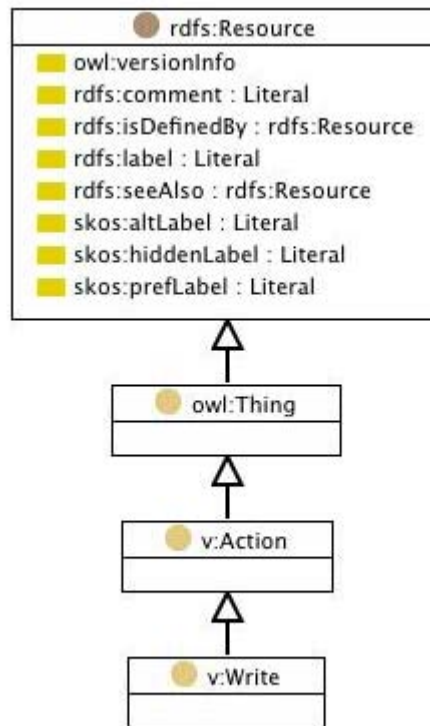 rdfs:Resource
owl:versionInfo
rdfs:comment : Literal
rdfs:isDefinedBy : rdfs:Resource
rdfs:label : Literal
rdfs:seeAlso : rdfs:Resource
skos:altLabel : Literal
skos:hiddenLabel : Literal
skos:prefLabel : Literal
owl:Thing
v:Action
v:Write